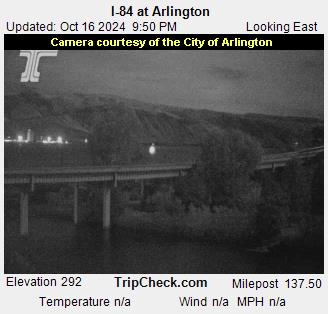 I-84 at Arlington
Updated: Oct 16 2024 9:50 PM Looking East
Camera courtesy of the City of Arlington
Elevation 292 TripCheck.com Milepost 137.50
Temperature n/a Wind n/a MPH n/a